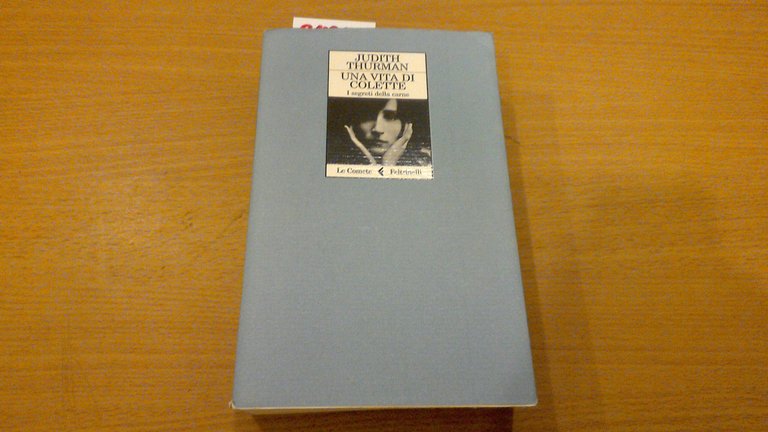 JUDITH
THURMAN
UNA VITA DI
COLETTE
I segreti della carne
Le Comete Feltrinelli